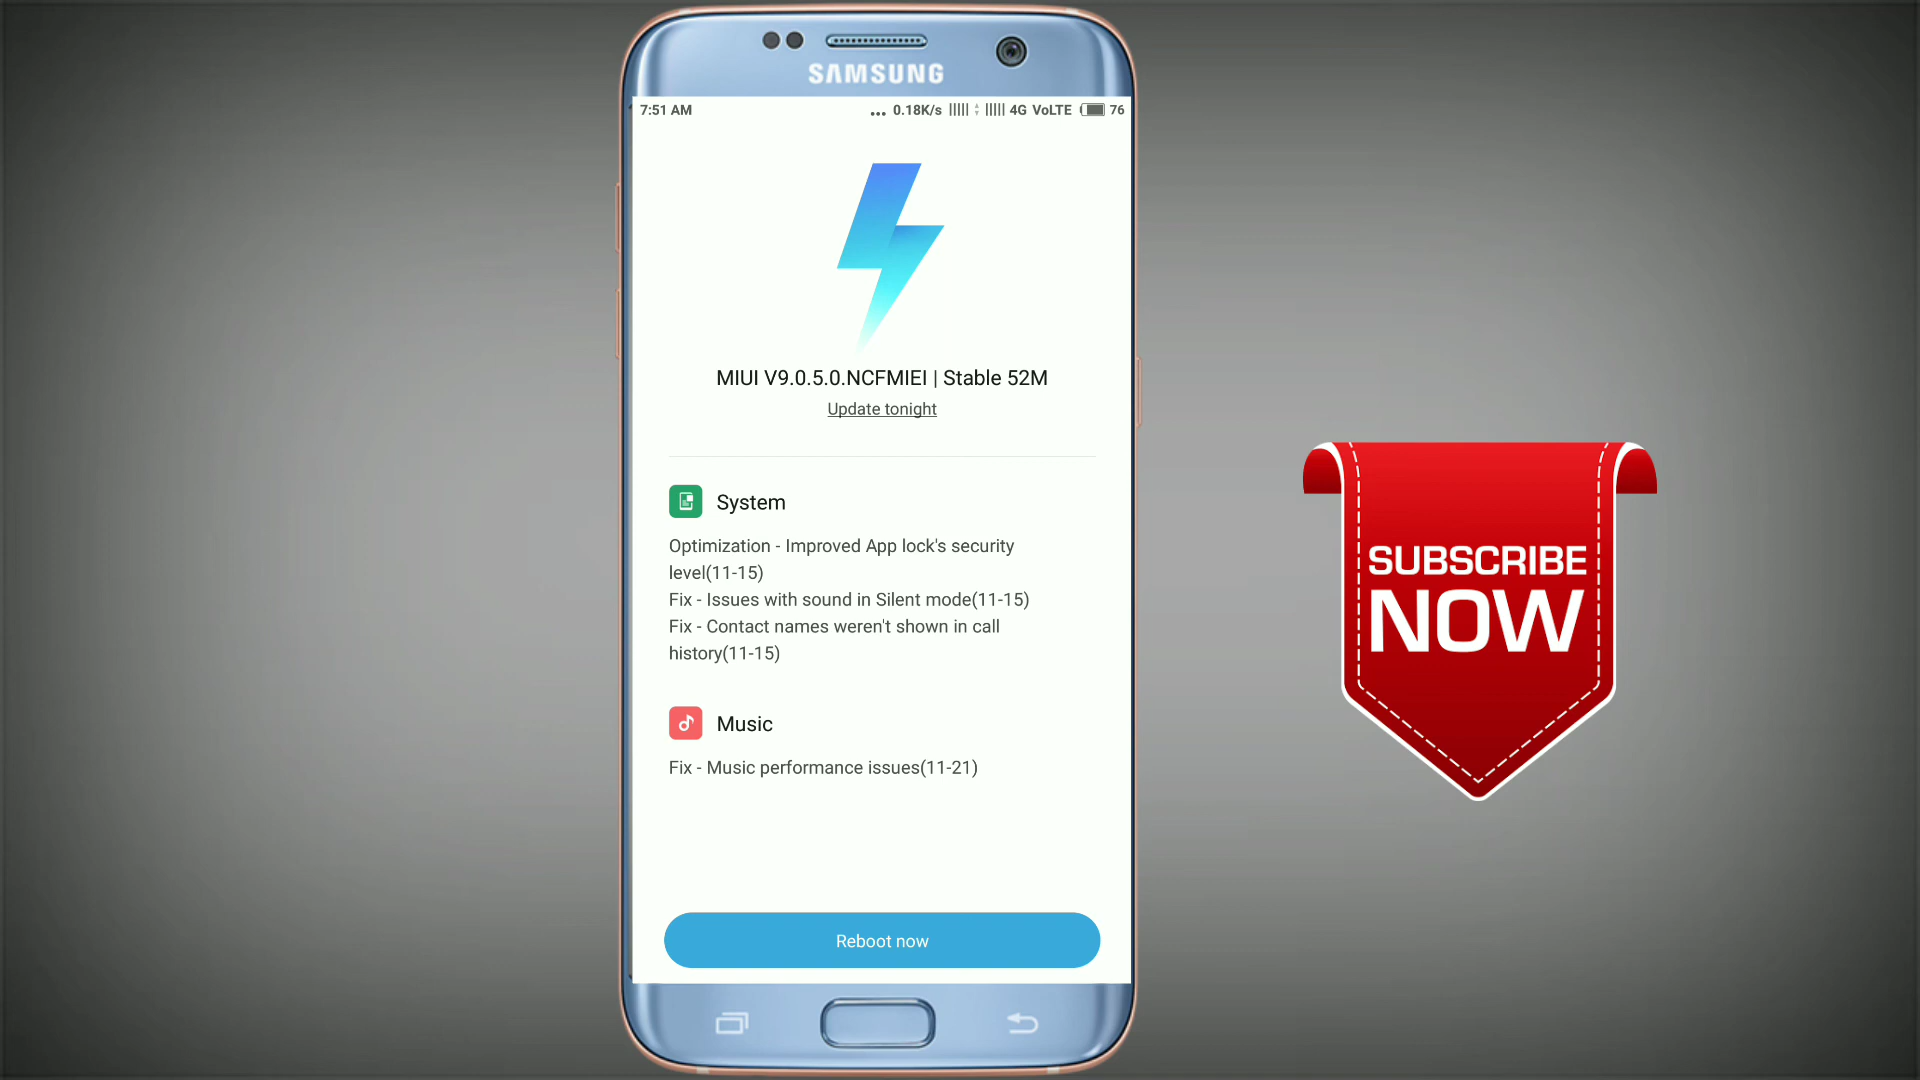 SAMSUNG
7:51 AM ... 0.18K/s 4G VoLTE 76
MIUI V9.0.5.0.NCFMIEI | Stable 52M
Update tonight
System
Optimization - Improved App lock's security
level(11-15)
Fix - Issues with sound in Silent mode(11-15)
Fix - Contact names weren't shown in call
history(11-15)
Music
Fix - Music performance issues(11-21)
Reboot now
SUBSCRIBE
NOW